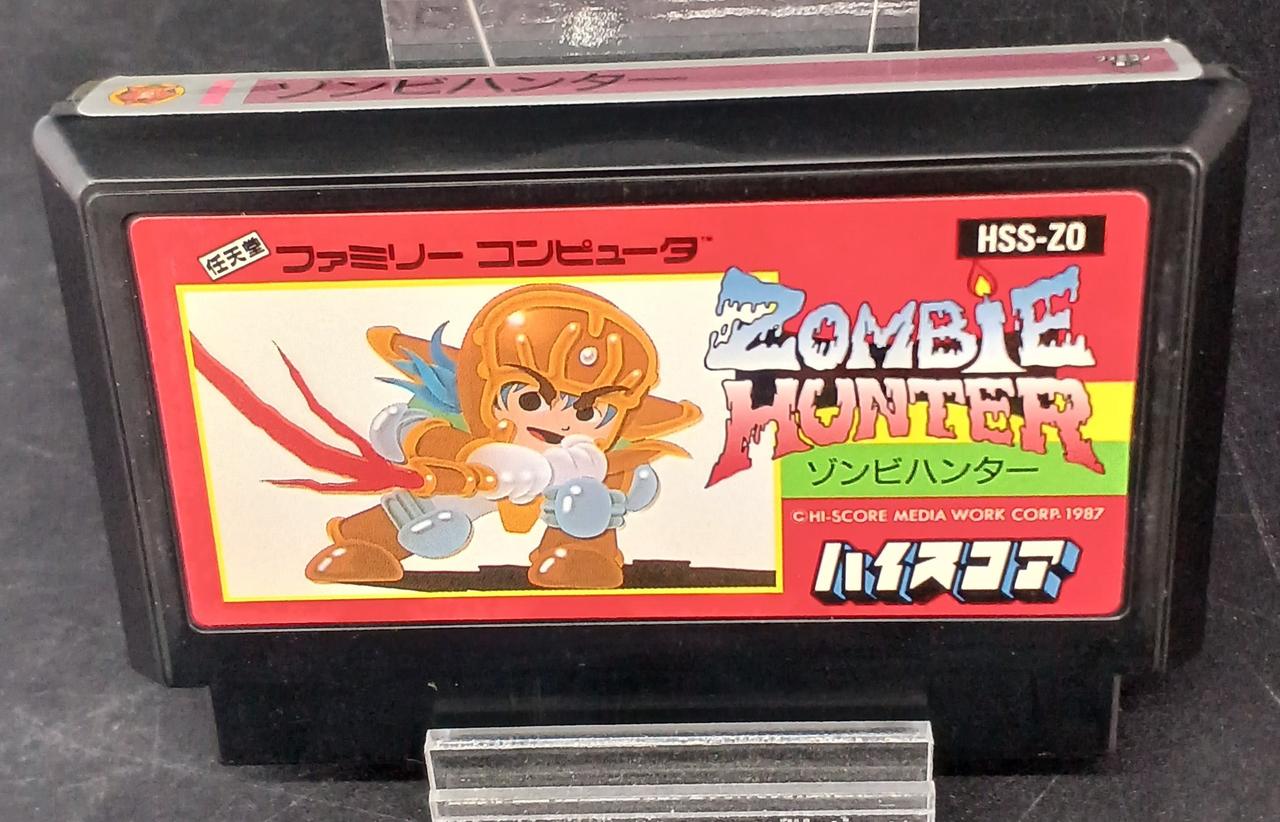 ゾンビハンター
任天堂
ファミリー コンピュータ™
HSS-ZO
ZOMBiE
HUNTER
ゾンビハンター
©HI-SCORE MEDIA WORK CORP. 1987
ハイスコア